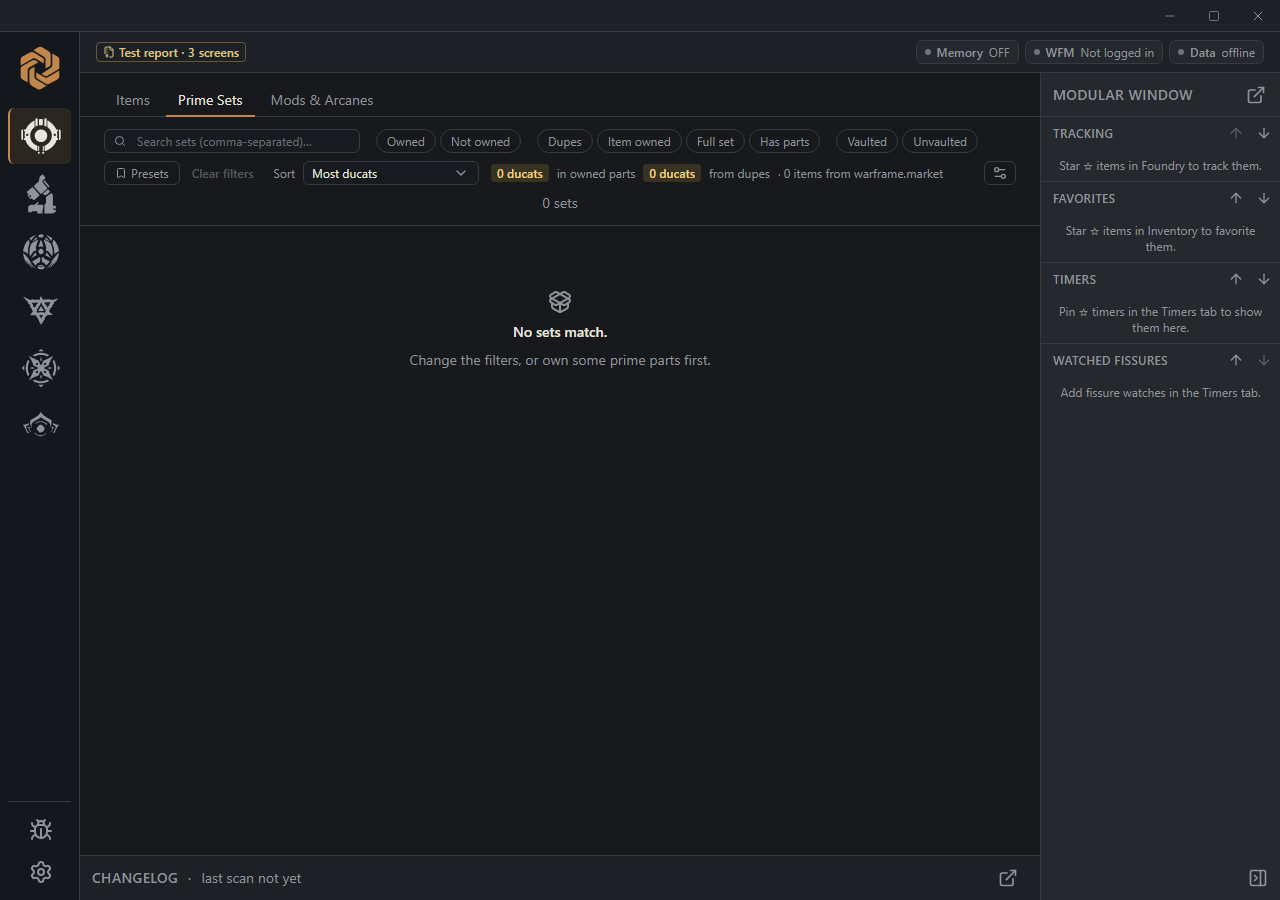 Test report · 3 screens
Memory OFF
WFM Not logged in
Data offline
Items
Prime Sets
Mods & Arcanes
Search sets (comma-separated)...
Owned
Not owned
Dupes
Item owned
Full set
Has parts
Vaulted
Unvaulted
Presets
Clear filters
Sort
Most ducats
0 ducats in owned parts 0 ducats from dupes · 0 items from warframe.market
0 sets
No sets match.
Change the filters, or own some prime parts first.
MODULAR WINDOW
TRACKING
Star ☆ items in Foundry to track them.
FAVORITES
Star ☆ items in Inventory to favorite
them.
TIMERS
Pin ☆ timers in the Timers tab to show
them here.
WATCHED FISSURES
Add fissure watches in the Timers tab.
CHANGELOG · last scan not yet